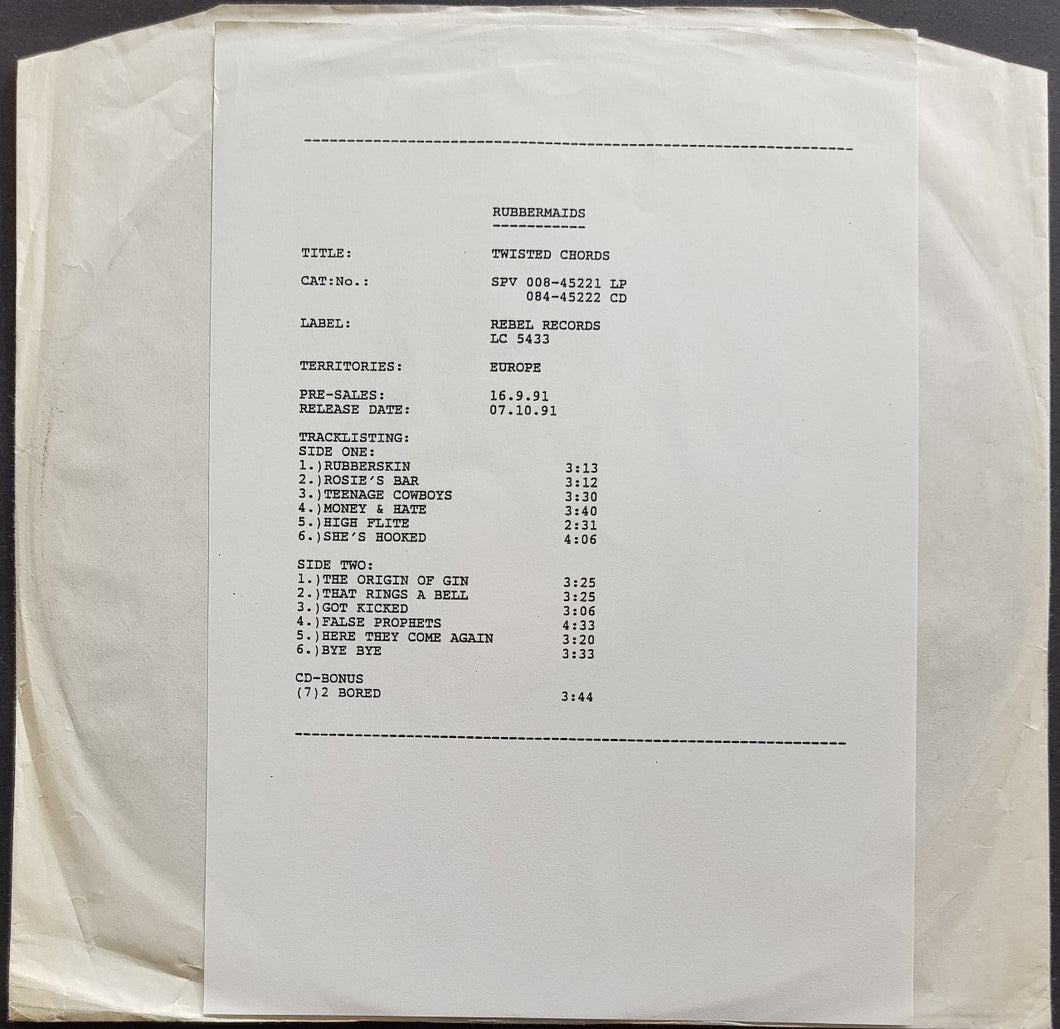 RUBBERMAIDS
TITLE: TWISTED CHORDS
CAT:No.: SPV 008-45221 LP
084-45222 CD
LABEL: REBEL RECORDS
LC 5433
TERRITORIES: EUROPE
PRE-SALES: 16.9.91
RELEASE DATE: 07.10.91
TRACKLISTING:
SIDE ONE:
1.)RUBBERSKIN 3:13
2.)ROSIE'S BAR 3:12
3.)TEENAGE COWBOYS 3:30
4.)MONEY & HATE 3:40
5.)HIGH FLITE 2:31
6.)SHE'S HOOKED 4:06
SIDE TWO:
1.)THE ORIGIN OF GIN 3:25
2.)THAT RINGS A BELL 3:25
3.)GOT KICKED 3:06
4.)FALSE PROPHETS 4:33
5.)HERE THEY COME AGAIN 3:20
6.)BYE BYE 3:33
CD-BONUS
(7)2 BORED 3:44